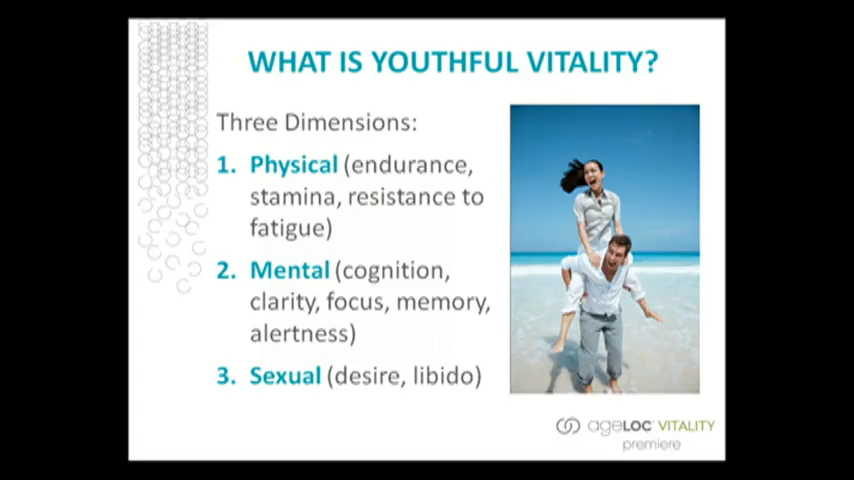 WHAT IS YOUTHFUL VITALITY?
Three Dimensions:
1. Physical (endurance,
stamina, resistance to
fatigue)
2. Mental (cognition,
clarity, focus, memory,
alertness)
3. Sexual (desire, libido)
ageLOC VITALITY
premiere